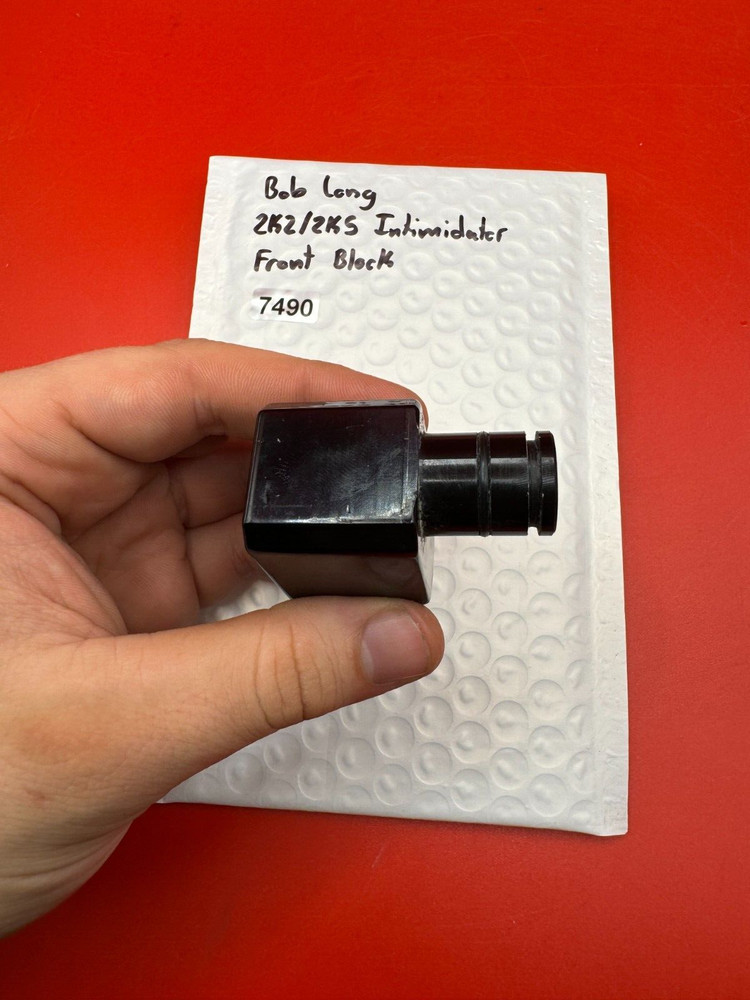 Bob Long
2K2/2K5 Intimidator
Front Block
7490